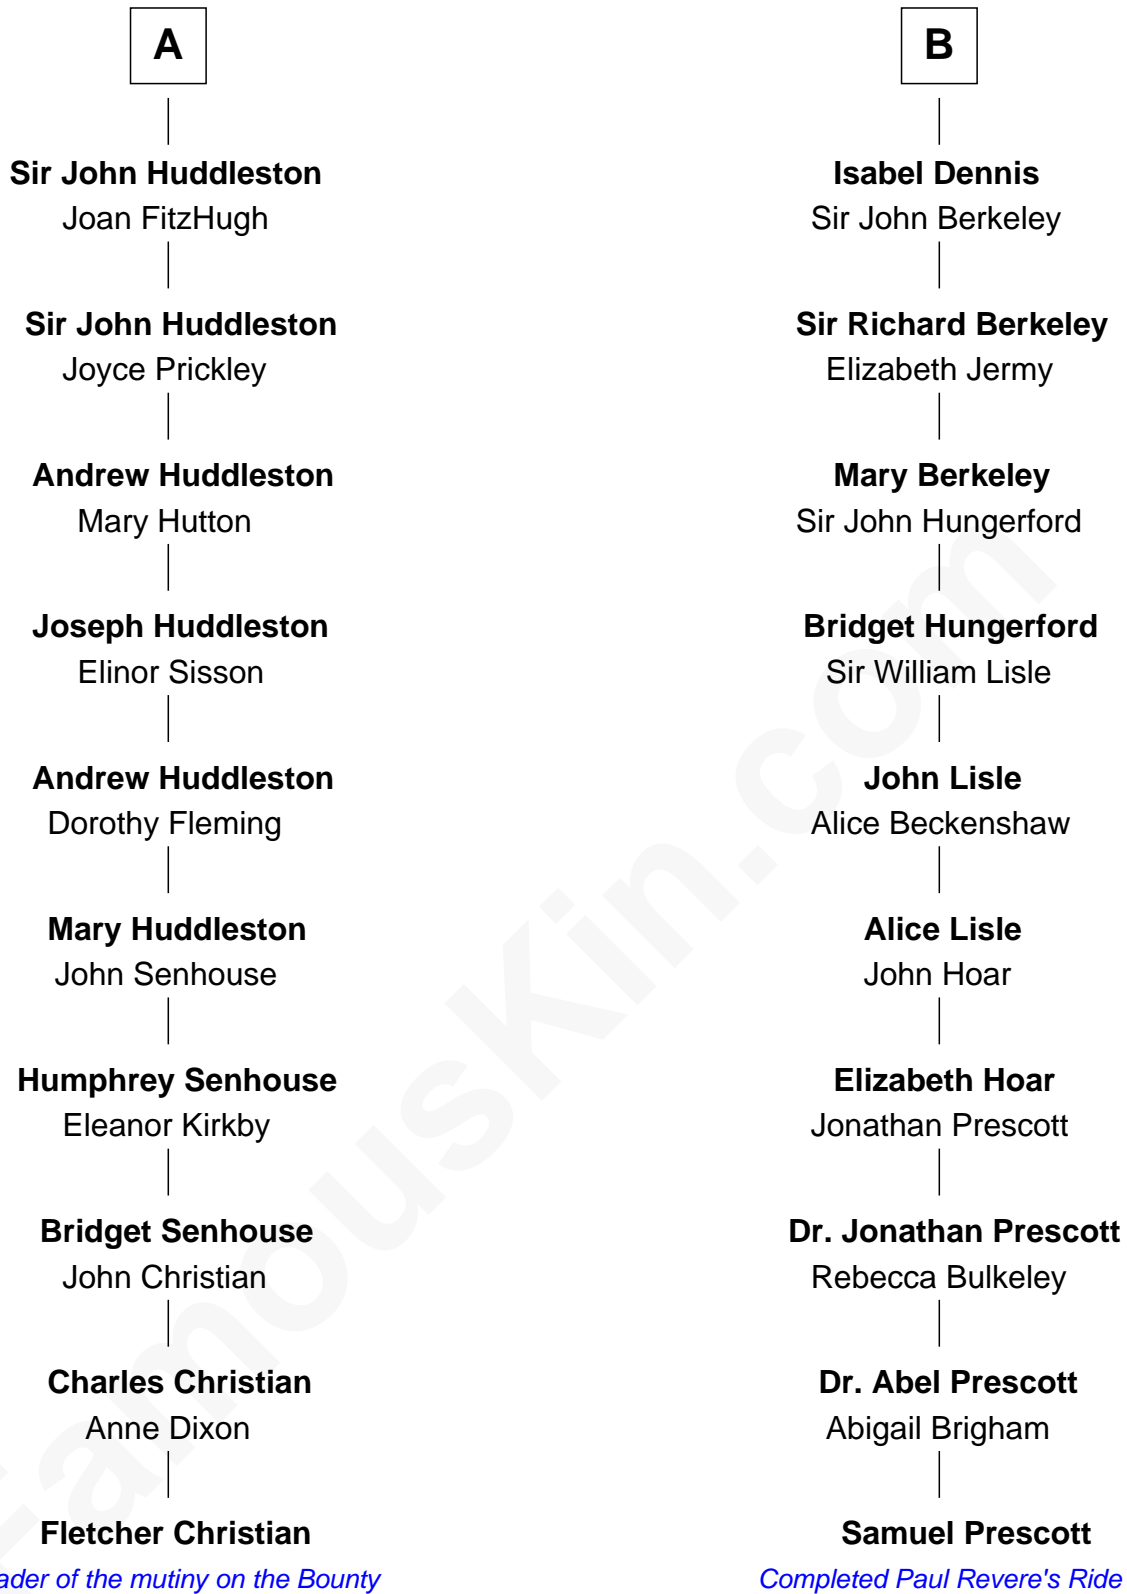 A
Sir John Huddleston
Joan FitzHugh
Sir John Huddleston
Joyce Prickley
Andrew Huddleston
Mary Hutton
Joseph Huddleston
Elinor Sisson
Andrew Huddleston
Dorothy Fleming
Mary Huddleston
John Senhouse
Humphrey Senhouse
Eleanor Kirkby
Bridget Senhouse
John Christian
Charles Christian
Anne Dixon
Fletcher Christian
ader of the mutiny on the Bounty
B
Isabel Dennis
Sir John Berkeley
Sir Richard Berkeley
Elizabeth Jermy
Mary Berkeley
Sir John Hungerford
Bridget Hungerford
Sir William Lisle
John Lisle
Alice Beckenshaw
Alice Lisle
John Hoar
Elizabeth Hoar
Jonathan Prescott
Dr. Jonathan Prescott
Rebecca Bulkeley
Dr. Abel Prescott
Abigail Brigham
Samuel Prescott
Completed Paul Revere's Ride
FamousKin.com